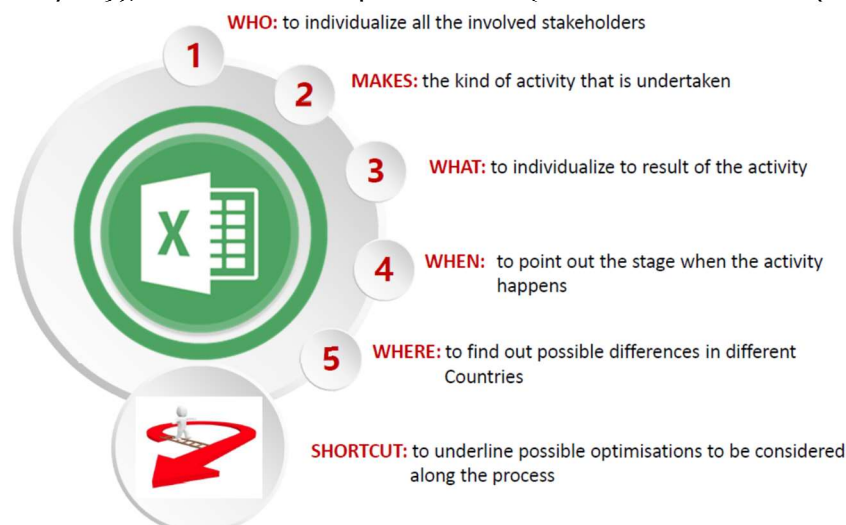 WHO: to individualize all the involved stakeholders
1
2
MAKES: the kind of activity that is undertaken
3
WHAT: to individualize to result of the activity
X
4
WHEN: to point out the stage when the activity
happens
5
WHERE: to find out possible differences in different
Countries
SHORTCUT: to underline possible optimisations to be considered
along the process